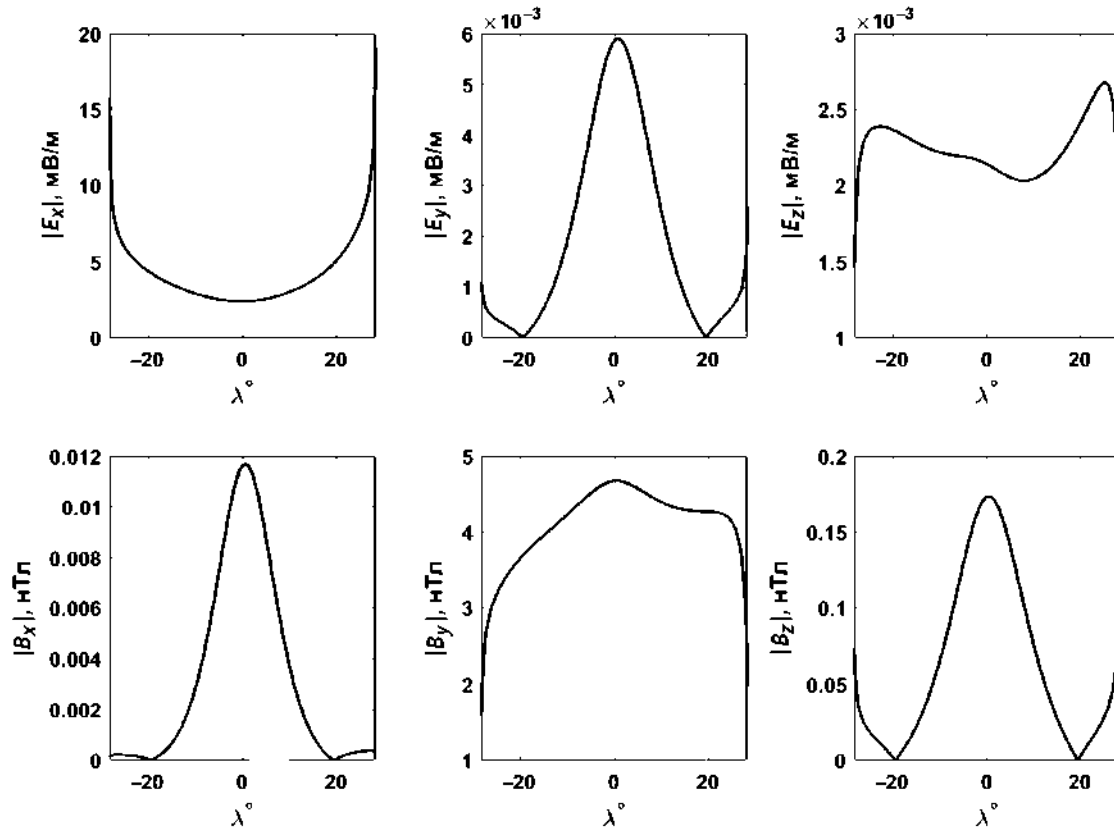 |E_x|, мВ/м
20
15
10
5
0
–20 0 20
λ°
×10⁻³
|E_y|, мВ/м
6
5
4
3
2
1
0
–20 0 20
λ°
×10⁻³
|E_z|, мВ/м
3
2.5
2
1.5
1
–20 0 20
λ°
|B_x|, нТл
0.012
0.01
0.008
0.006
0.004
0.002
0
–20 0 20
λ°
|B_y|, нТл
5
4
3
2
1
–20 0 20
λ°
|B_z|, нТл
0.2
0.15
0.1
0.05
0
–20 0 20
λ°